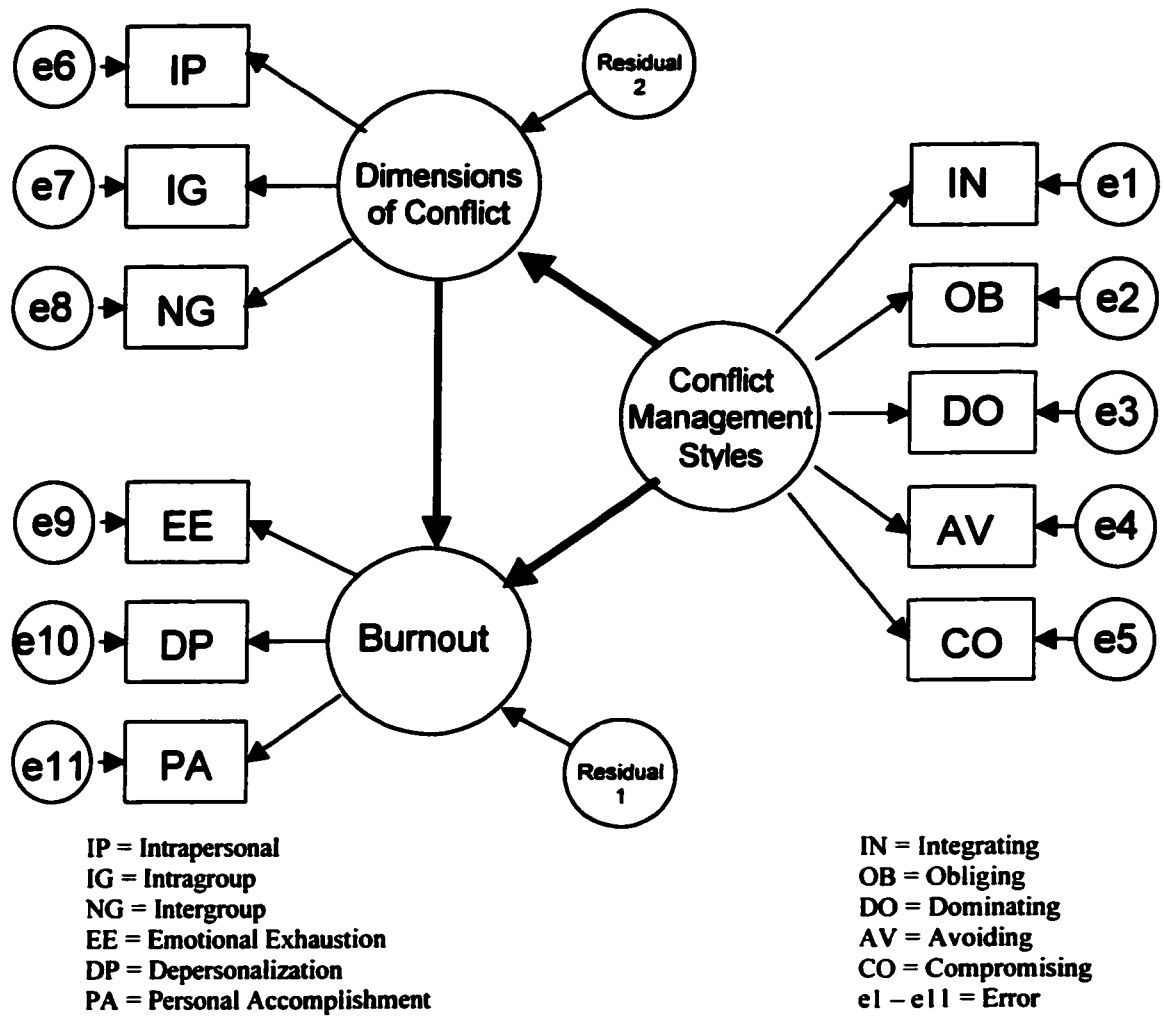 e6
IP
Residual
2
e7
IG
Dimensions
of Conflict
IN
e1
e8
NG
OB
e2
Conflict
Management
Styles
DO
e3
e9
EE
AV
e4
e10
DP
Burnout
CO
e5
e11
PA
Residual
1
IP = Intrapersonal
IG = Intragroup
NG = Intergroup
EE = Emotional Exhaustion
DP = Depersonalization
PA = Personal Accomplishment
IN = Integrating
OB = Obliging
DO = Dominating
AV = Avoiding
CO = Compromising
e1 – e11 = Error